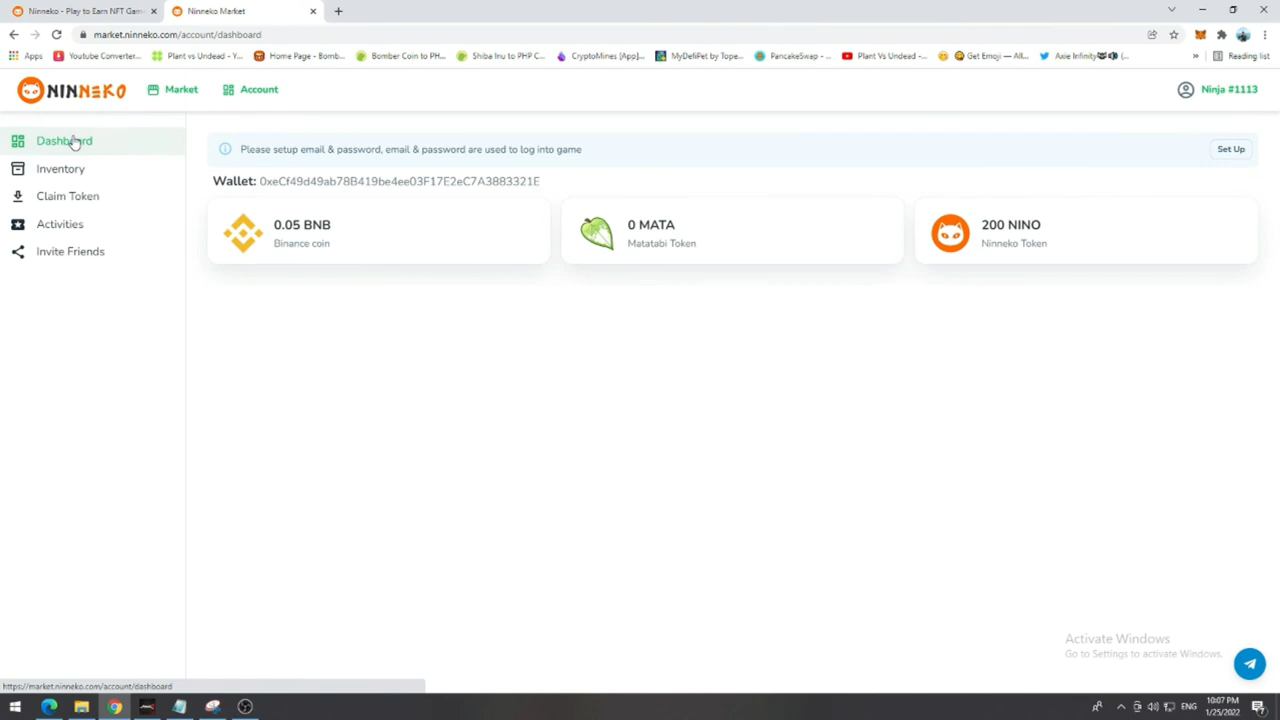 Ninneko - Play to Earn NFT Gam
Ninneko Market
market.ninneko.com/account/dashboard
Apps
Youtube Converter...
Plant vs Undead - Y...
Home Page - Bomb...
Bomber Coin to PH...
Shiba Inu to PHP C...
CryptoMines [App]...
MyDefiPet by Tope...
PancakeSwap - ...
Plant Vs Undead -...
Get Emoji — All...
Axie Infinity (...
»
Reading list
NINNEKO
Market
Account
Ninja #1113
Dashboard
Inventory
Claim Token
Activities
Invite Friends
Please setup email & password, email & password are used to log into game
Set Up
Wallet: 0xeCf49d49ab78B419be4ee03F17E2eC7A3883321E
0.05 BNB
Binance coin
0 MATA
Matatabi Token
200 NINO
Ninneko Token
Activate Windows
Go to Settings to activate Windows.
https://market.ninneko.com/account/dashboard
ENG
10:07 PM
1/25/2022